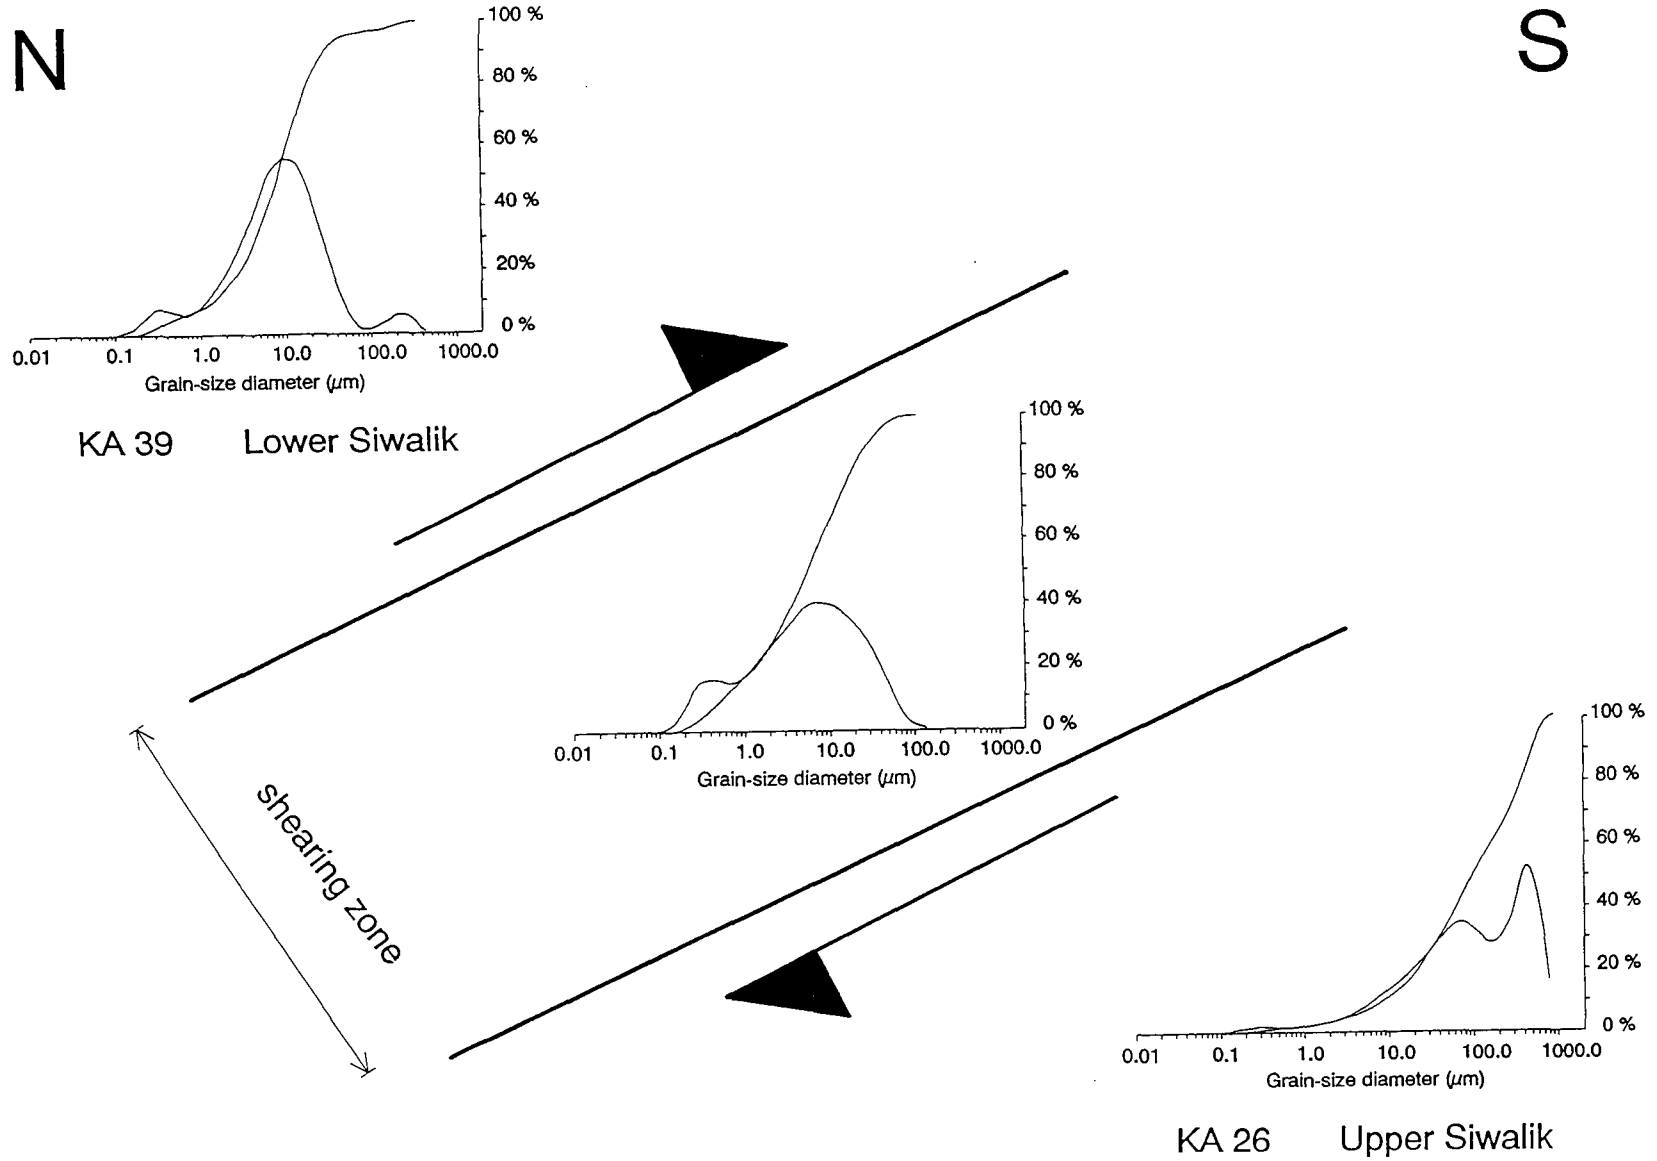 N
S
100 %
80 %
60 %
40 %
20%
0 %
0.01 0.1 1.0 10.0 100.0 1000.0
Grain-size diameter (µm)
KA 39 Lower Siwalik
100 %
80 %
60 %
40 %
20 %
0 %
0.01 0.1 1.0 10.0 100.0 1000.0
Grain-size diameter (µm)
shearing zone
100 %
80 %
60 %
40 %
20 %
0 %
0.01 0.1 1.0 10.0 100.0 1000.0
Grain-size diameter (µm)
KA 26 Upper Siwalik